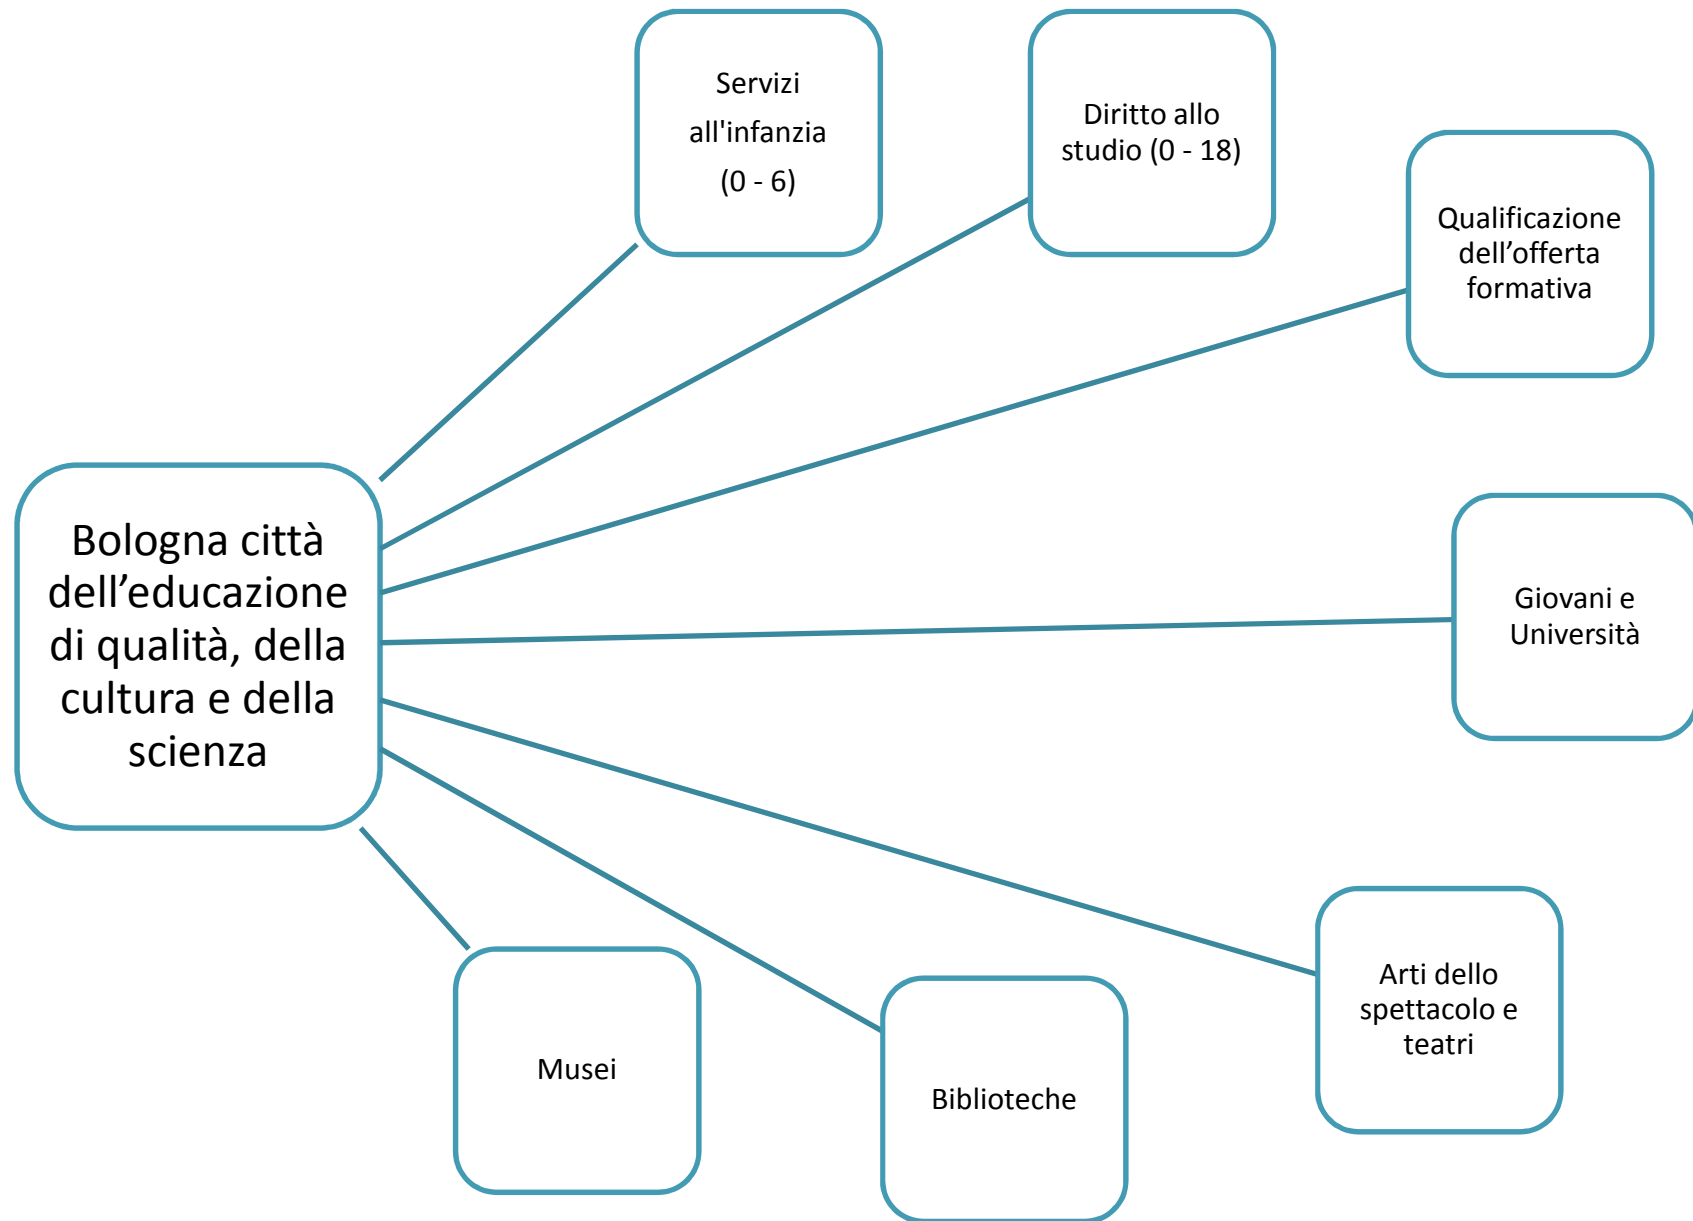 Servizi
all'infanzia
(0 - 6)
Diritto allo
studio (0 - 18)
Qualificazione
dell’offerta
formativa
Bologna città
dell’educazione
di qualità, della
cultura e della
scienza
Giovani e
Università
Arti dello
spettacolo e
teatri
Biblioteche
Musei